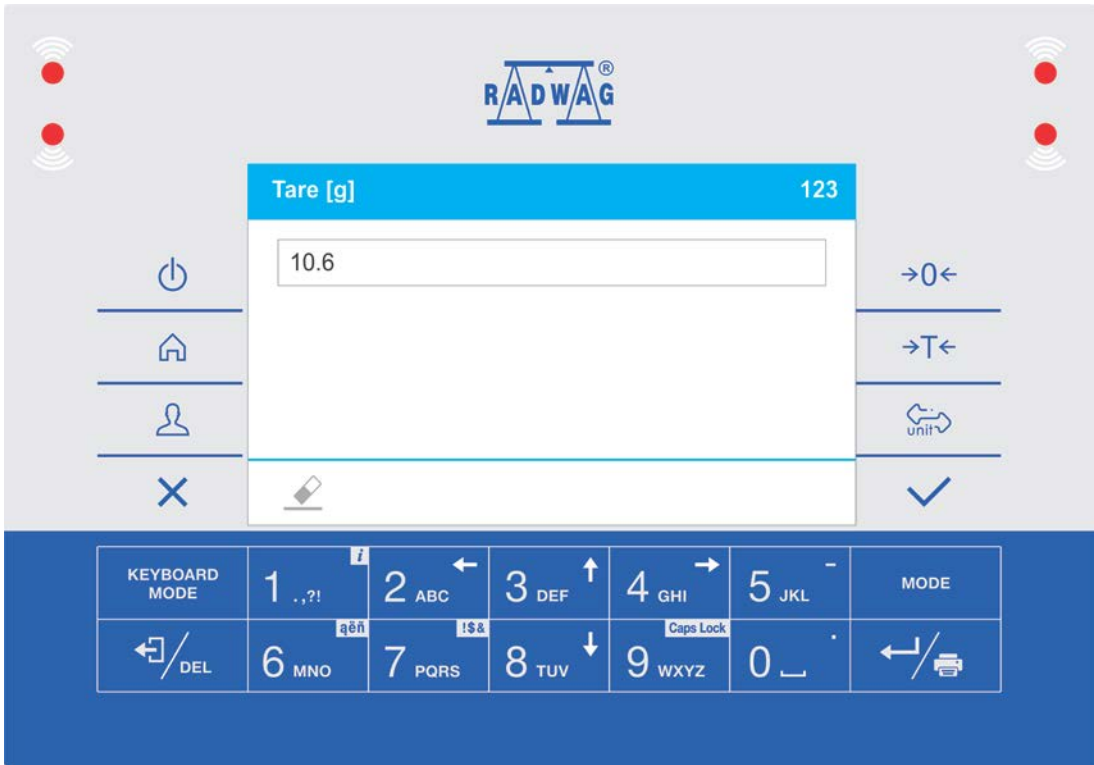 RADWAG®
Tare [g] 123
10.6
→0←
→T←
unit
KEYBOARD MODE
1 .,?! i
2 ABC ←
3 DEF ↑
4 GHI →
5 JKL -
MODE
←/DEL
6 MNO ąëñ
7 PQRS !$&
8 TUV ↓
9 WXYZ Caps Lock
0 ⎵ .